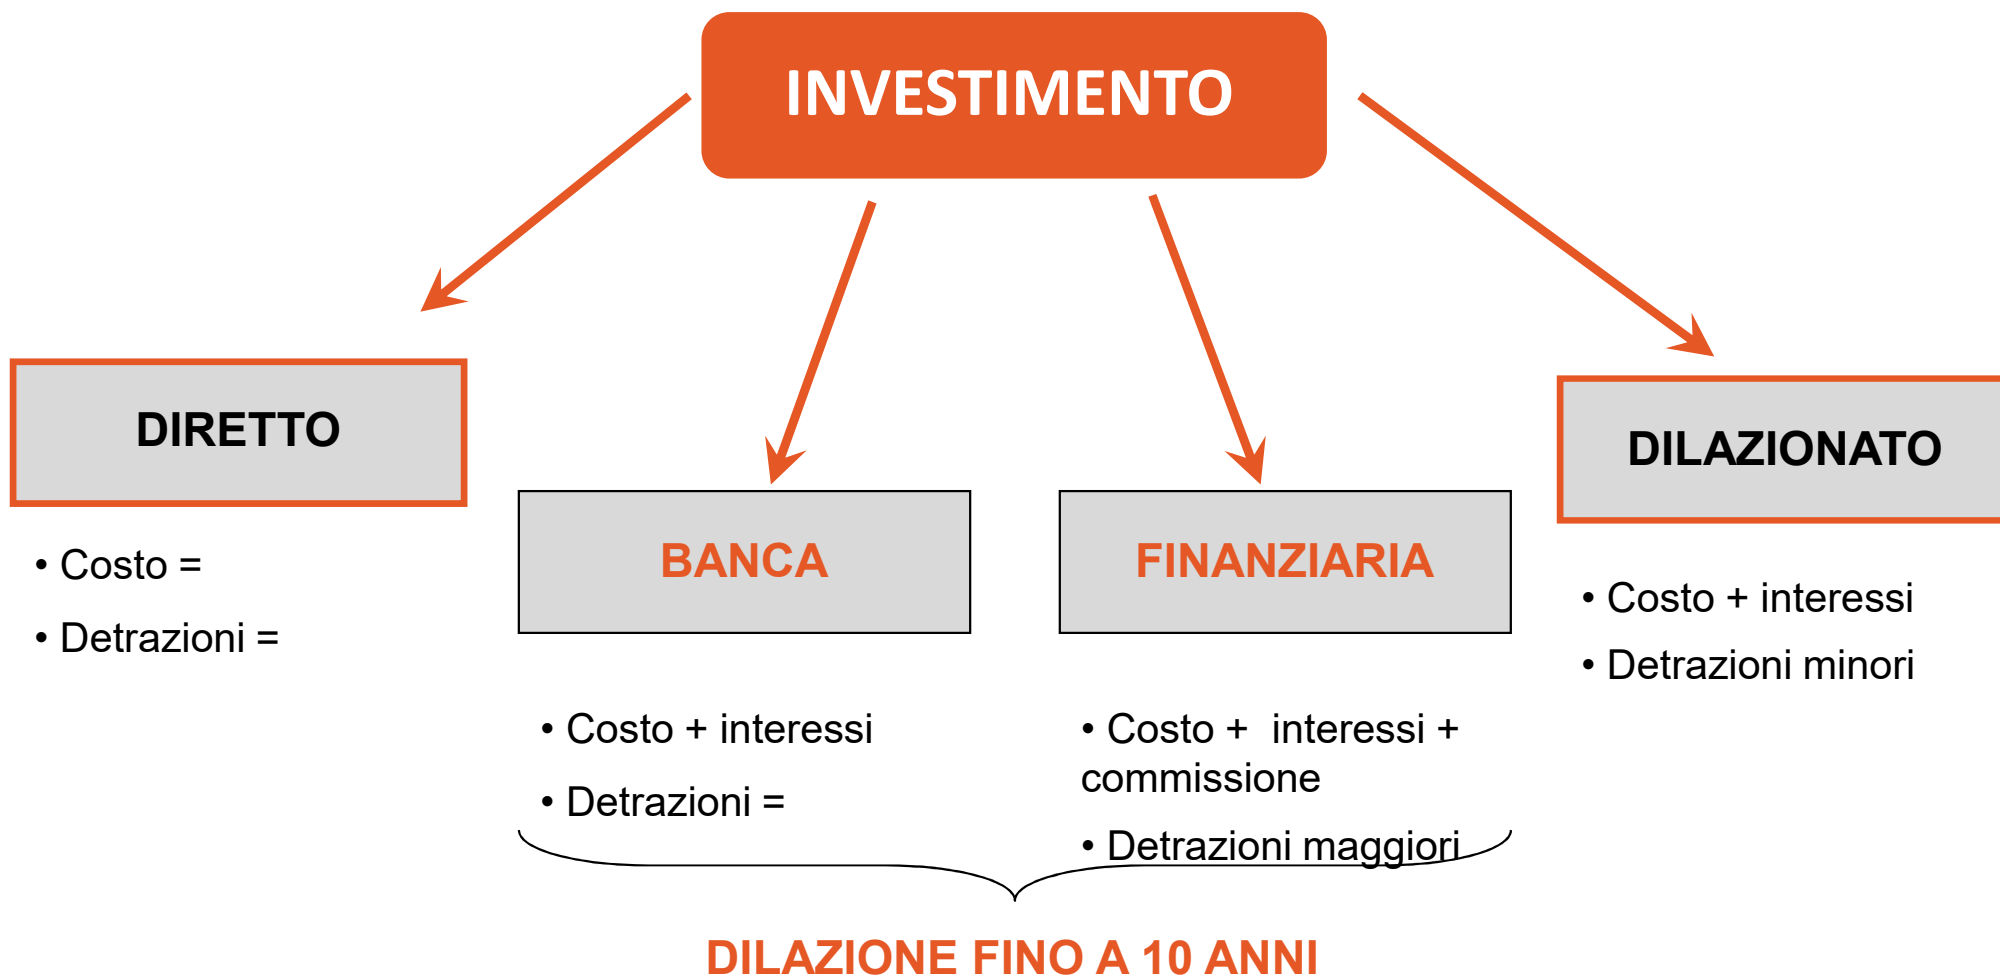 INVESTIMENTO
DIRETTO
• Costo =
• Detrazioni =
BANCA
• Costo + interessi
• Detrazioni =
FINANZIARIA
• Costo + interessi +
commissione
• Detrazioni maggiori
DILAZIONATO
• Costo + interessi
• Detrazioni minori
DILAZIONE FINO A 10 ANNI